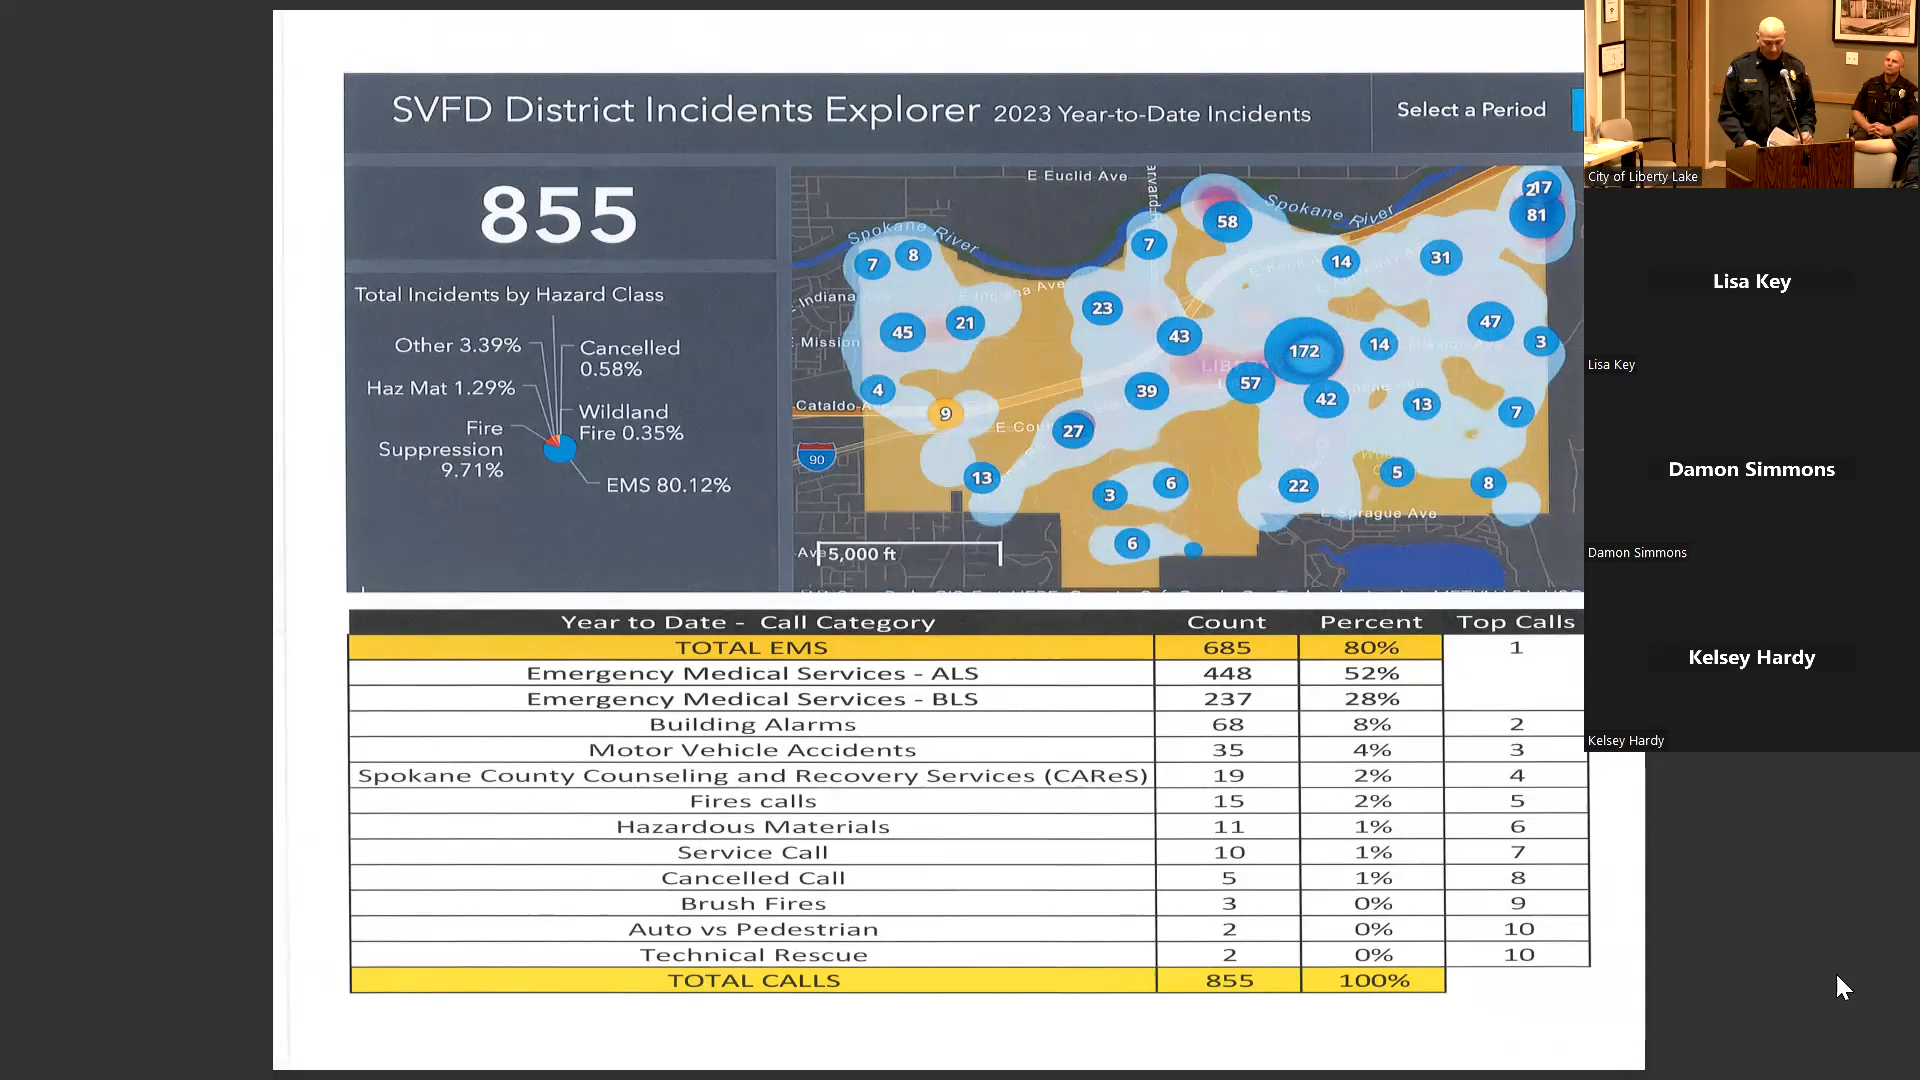 SVFD District Incidents Explorer 2023 Year-to-Date Incidents
Select a Period
855
Total Incidents by Hazard Class
Other 3.39%
Cancelled
0.58%
Haz Mat 1.29%
Wildland
Fire 0.35%
Fire
Suppression
9.71%
EMS 80.12%
E Euclid Ave
Spokane River
Spokane River
E Indiana Ave
E Mission
Cataldo Ave
E Sprague Ave
90
7
8
7
58
17
81
14
31
23
45
21
43
172
14
47
3
57
4
39
42
13
7
9
27
13
3
6
22
5
8
6
5,000 ft
Year to Date - Call Category Count Percent Top Calls
TOTAL EMS 685 80% 1
Emergency Medical Services - ALS 448 52%
Emergency Medical Services - BLS 237 28%
Building Alarms 68 8% 2
Motor Vehicle Accidents 35 4% 3
Spokane County Counseling and Recovery Services (CAReS) 19 2% 4
Fires calls 15 2% 5
Hazardous Materials 11 1% 6
Service Call 10 1% 7
Cancelled Call 5 1% 8
Brush Fires 3 0% 9
Auto vs Pedestrian 2 0% 10
Technical Rescue 2 0% 10
TOTAL CALLS 855 100%
City of Liberty Lake
Lisa Key
Lisa Key
Damon Simmons
Damon Simmons
Kelsey Hardy
Kelsey Hardy